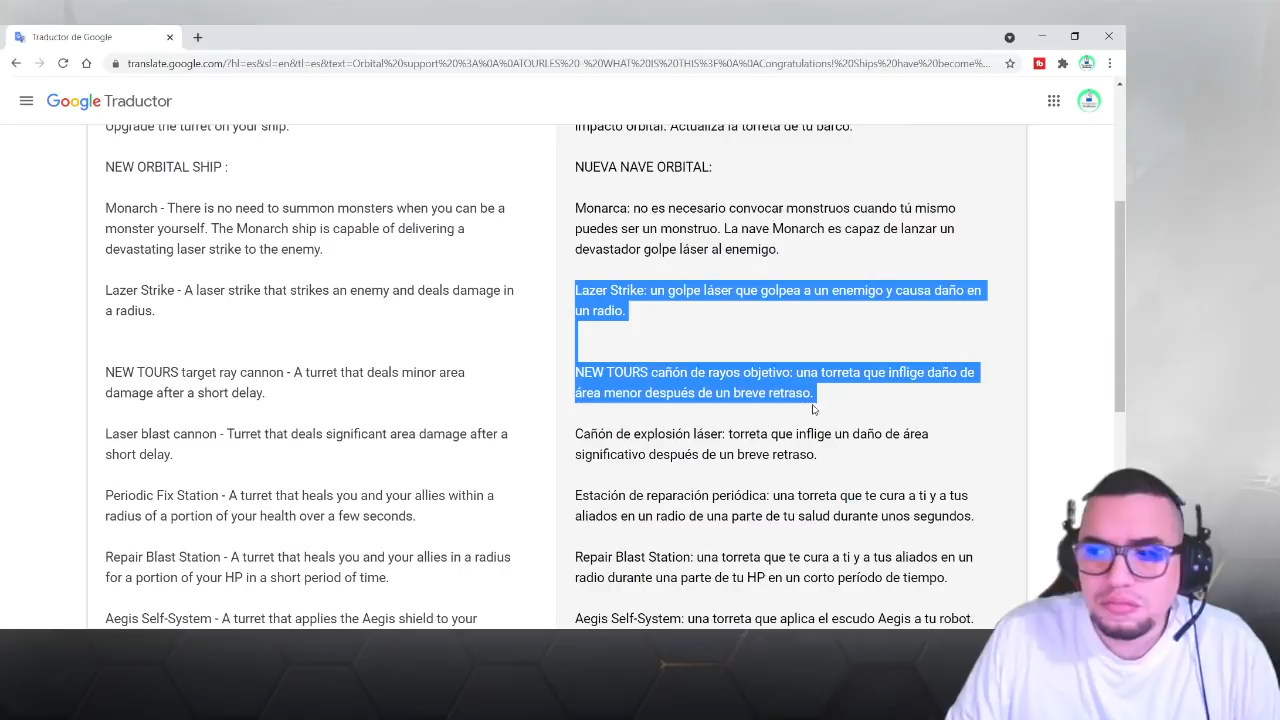 Traductor de Google
translate.google.com/?hl=es&sl=en&tl=es&text=Orbital%20support%20%3A%0A%0ATOURLES%20-%20WHAT%20IS%20THIS%3F%0A%0ACongratulations!%20Ships%20have%20become%...
Google Traductor
Upgrade the turret on your ship.
NEW ORBITAL SHIP :
Monarch - There is no need to summon monsters when you can be a
monster yourself. The Monarch ship is capable of delivering a
devastating laser strike to the enemy.
Lazer Strike - A laser strike that strikes an enemy and deals damage in
a radius.
NEW TOURS target ray cannon - A turret that deals minor area
damage after a short delay.
Laser blast cannon - Turret that deals significant area damage after a
short delay.
Periodic Fix Station - A turret that heals you and your allies within a
radius of a portion of your health over a few seconds.
Repair Blast Station - A turret that heals you and your allies in a radius
for a portion of your HP in a short period of time.
Aegis Self-System - A turret that applies the Aegis shield to your
impacto orbital. Actualiza la torreta de tu barco.
NUEVA NAVE ORBITAL:
Monarca: no es necesario convocar monstruos cuando tú mismo
puedes ser un monstruo. La nave Monarch es capaz de lanzar un
devastador golpe láser al enemigo.
Lazer Strike: un golpe láser que golpea a un enemigo y causa daño en
un radio.
NEW TOURS cañón de rayos objetivo: una torreta que inflige daño de
área menor después de un breve retraso.
Cañón de explosión láser: torreta que inflige un daño de área
significativo después de un breve retraso.
Estación de reparación periódica: una torreta que te cura a ti y a tus
aliados en un radio de una parte de tu salud durante unos segundos.
Repair Blast Station: una torreta que te cura a ti y a tus aliados en un
radio durante una parte de tu HP en un corto período de tiempo.
Aegis Self-System: una torreta que aplica el escudo Aegis a tu robot.